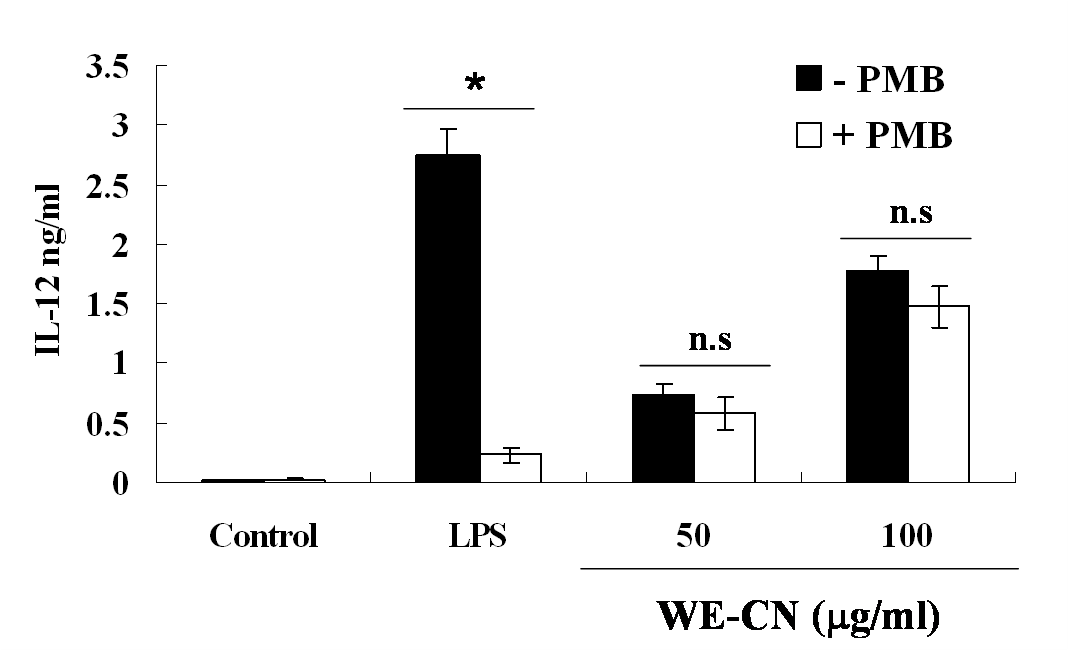 3.5
3
2.5
2
1.5
1
0.5
0
IL-12 ng/ml
*
n.s
n.s
- PMB
+ PMB
Control LPS 50 100
WE-CN (μg/ml)